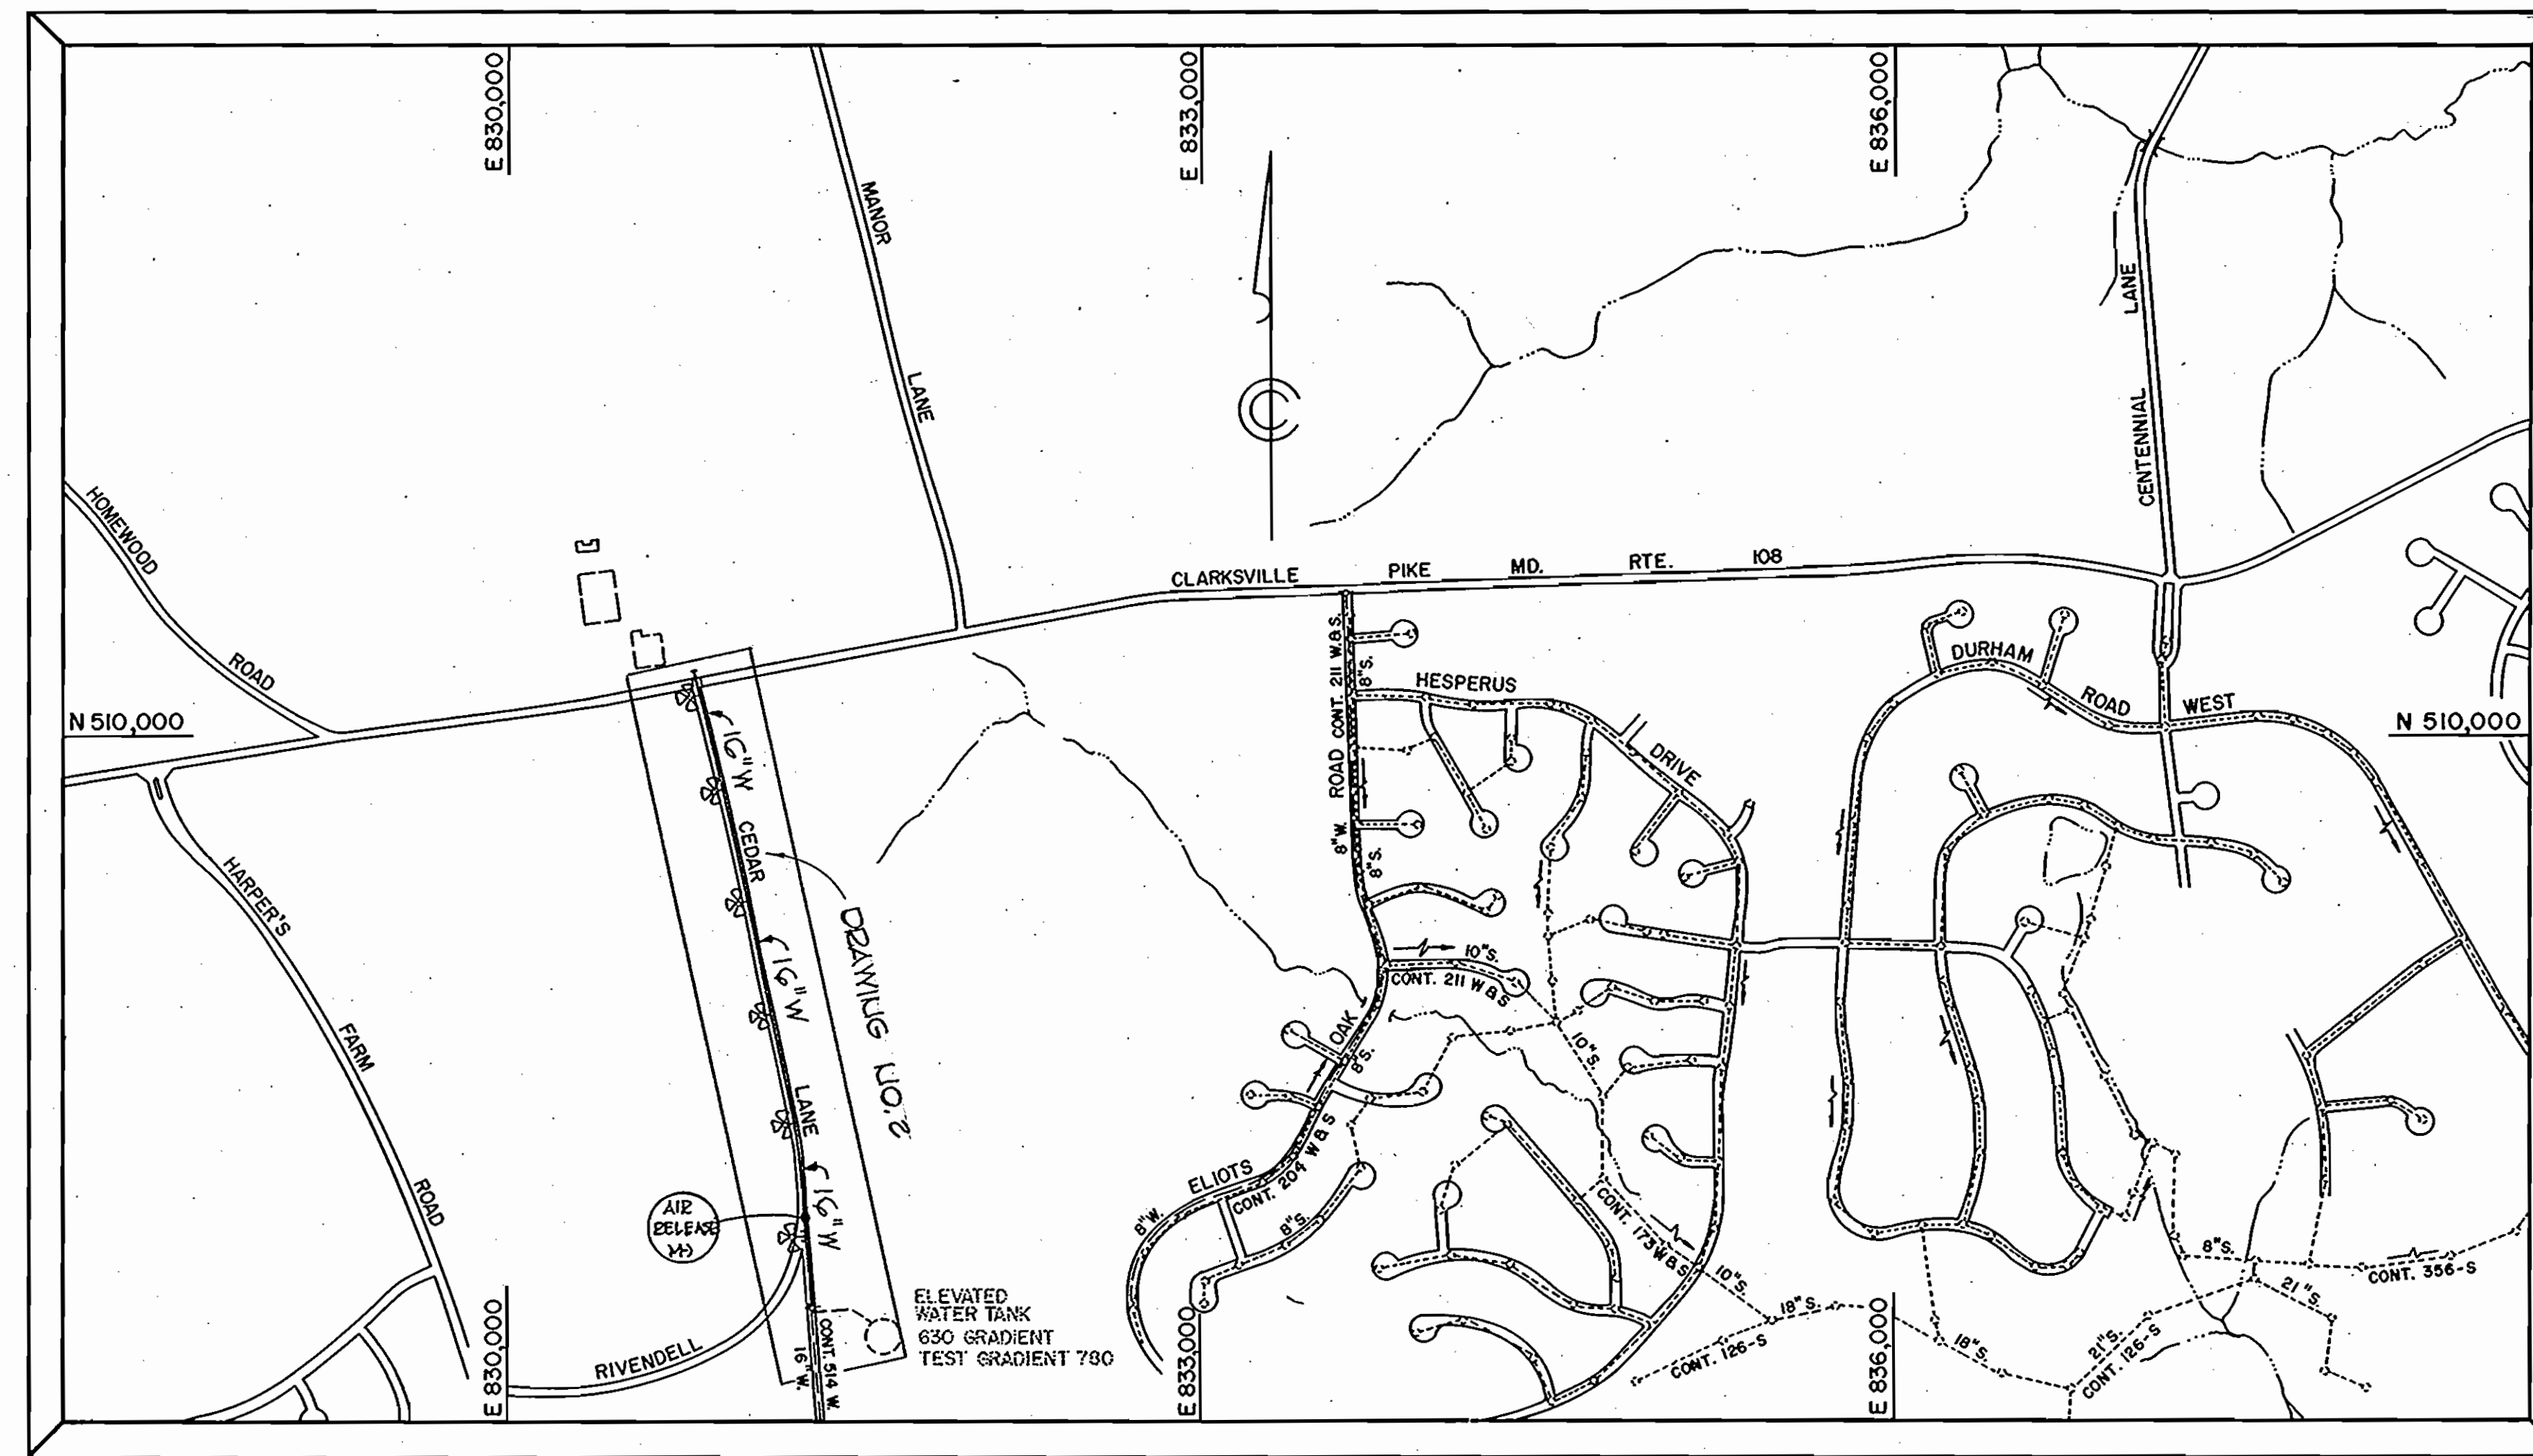 E 830,000
E 833,000
E 836,000
MANOR
LANE
CENTENNIAL LANE
HOMEWOOD
ROAD
CLARKSVILLE PIKE MD. RTE. 108
N 510,000
N 510,000
HARPER'S
FARM
ROAD
16"W
CEDAR
16"W
LANE
16"W
DRAWING NO.2
AIR
RELEASE
MH
ELEVATED
WATER TANK
630 GRADIENT
TEST GRADIENT 780
RIVENDELL
16"W.
CONT. 514 W.
E 830,000
E 833,000
E 836,000
8"W. ROAD CONT. 211 W.&S.
8"S.
8"S.
HESPERUS
DRIVE
DURHAM
ROAD
WEST
10"S.
CONT. 211 W&S
OAK
8"S.
ELIOTS
8"W.
CONT. 204 W&S
8"S.
10"S.
CONT. 173W&S
10"S.
18"S.
CONT. 126-S
18"S.
21"S.
CONT. 126-S
8"S.
CONT. 356-S
21"S.